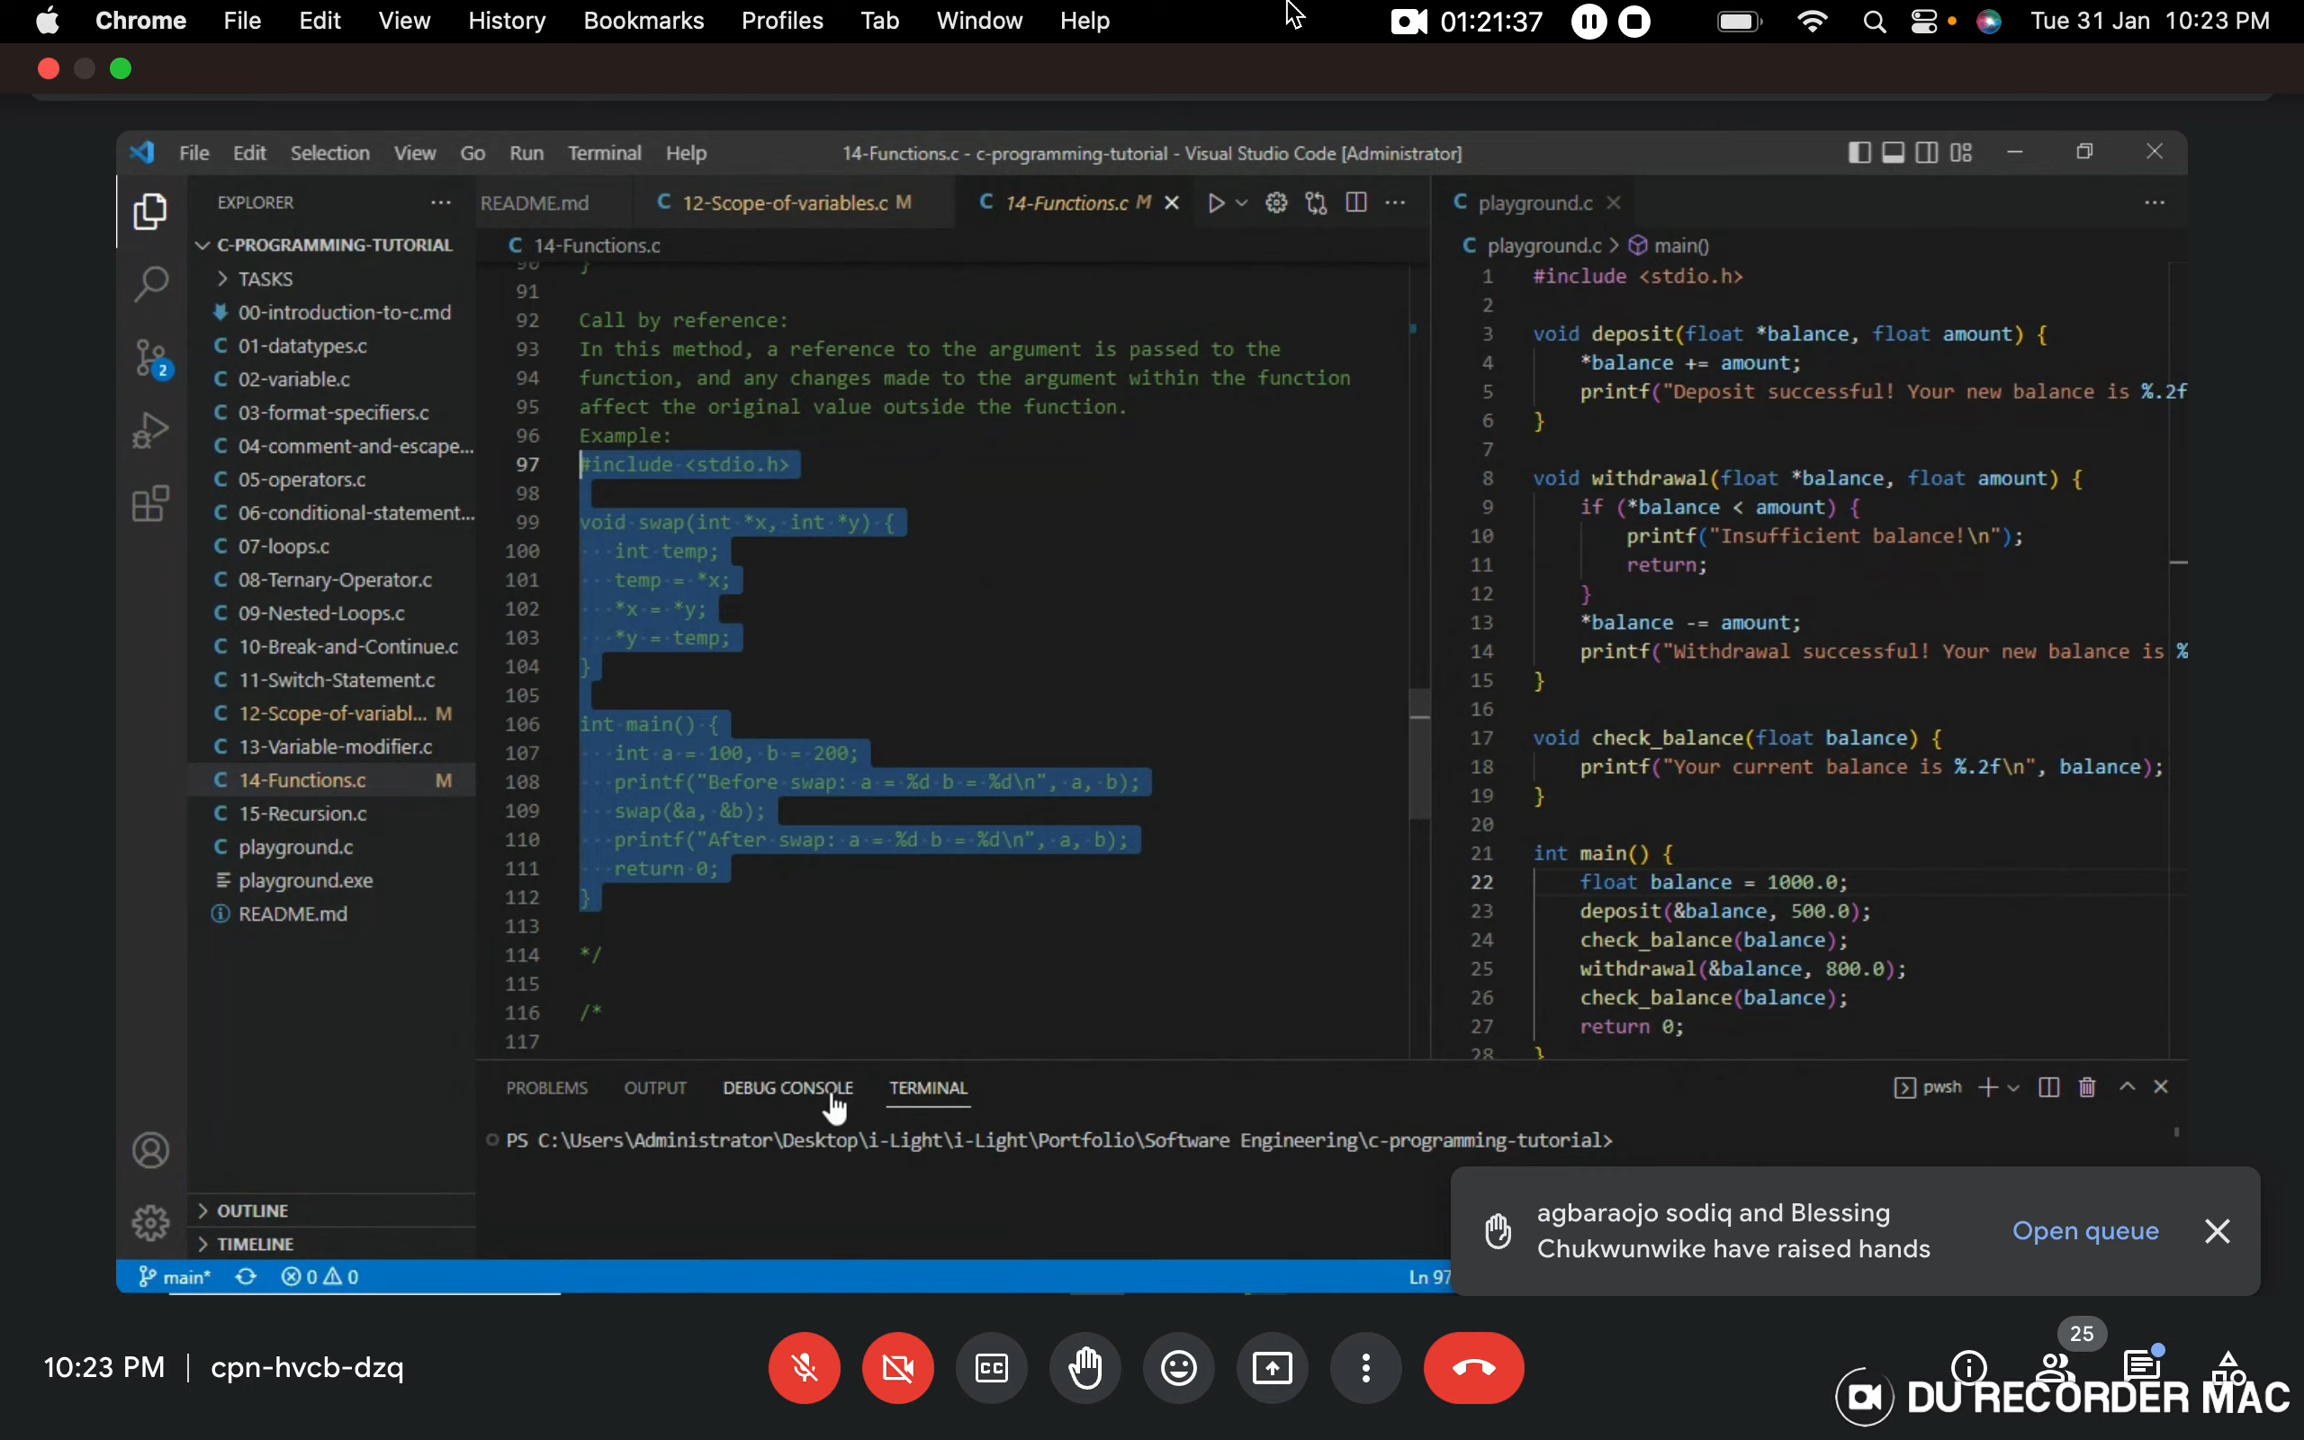 Chrome File Edit View History Bookmarks Profiles Tab Window Help 01:21:37 Tue 31 Jan 10:23 PM
File Edit Selection View Go Run Terminal Help 14-Functions.c - c-programming-tutorial - Visual Studio Code [Administrator]
EXPLORER ···
C-PROGRAMMING-TUTORIAL
TASKS
00-introduction-to-c.md
C 01-datatypes.c
C 02-variable.c
C 03-format-specifiers.c
C 04-comment-and-escape...
C 05-operators.c
C 06-conditional-statement...
C 07-loops.c
C 08-Ternary-Operator.c
C 09-Nested-Loops.c
C 10-Break-and-Continue.c
C 11-Switch-Statement.c
C 12-Scope-of-variabl... M
C 13-Variable-modifier.c
C 14-Functions.c M
C 15-Recursion.c
C playground.c
playground.exe
README.md
OUTLINE
TIMELINE
2
README.md C 12-Scope-of-variables.c M C 14-Functions.c M
C 14-Functions.c
90 }
91
92 Call by reference:
93 In this method, a reference to the argument is passed to the
94 function, and any changes made to the argument within the function
95 affect the original value outside the function.
96 Example:
97 #include <stdio.h>
98
99 void swap(int *x, int *y) {
100 int temp;
101 temp = *x;
102 *x = *y;
103 *y = temp;
104 }
105
106 int main() {
107 int a = 100, b = 200;
108 printf("Before swap: a = %d b = %d\n", a, b);
109 swap(&a, &b);
110 printf("After swap: a = %d b = %d\n", a, b);
111 return 0;
112 }
113
114 */
115
116 /*
117
C playground.c
C playground.c > main()
1 #include <stdio.h>
2
3 void deposit(float *balance, float amount) {
4 *balance += amount;
5 printf("Deposit successful! Your new balance is %.2f
6 }
7
8 void withdrawal(float *balance, float amount) {
9 if (*balance < amount) {
10 printf("Insufficient balance!\n");
11 return;
12 }
13 *balance -= amount;
14 printf("Withdrawal successful! Your new balance is %
15 }
16
17 void check_balance(float balance) {
18 printf("Your current balance is %.2f\n", balance);
19 }
20
21 int main() {
22 float balance = 1000.0;
23 deposit(&balance, 500.0);
24 check_balance(balance);
25 withdrawal(&balance, 800.0);
26 check_balance(balance);
27 return 0;
28 }
PROBLEMS OUTPUT DEBUG CONSOLE TERMINAL pwsh
PS C:\Users\Administrator\Desktop\i-Light\i-Light\Portfolio\Software Engineering\c-programming-tutorial>
agbaraojo sodiq and Blessing
Chukwunwike have raised hands
Open queue
main* 0 0 Ln 97
10:23 PM | cpn-hvcb-dzq
CC
25
DU RECORDER MAC